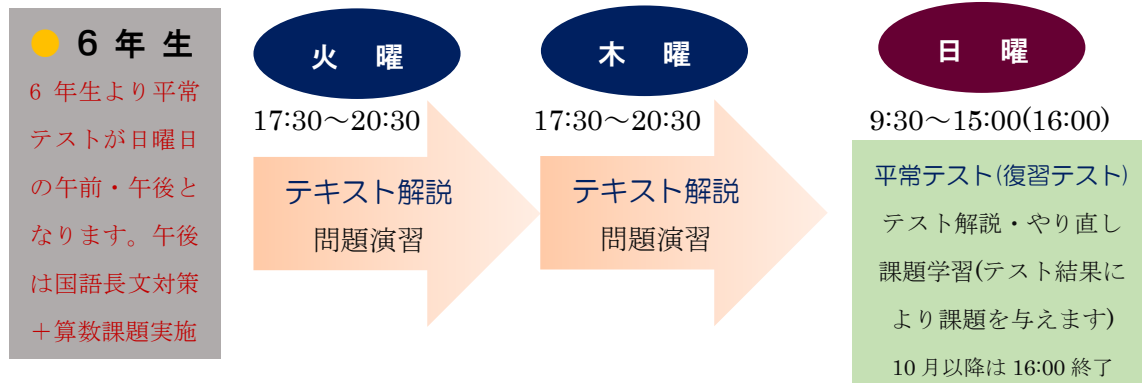 6年生
6 年生より平常
テストが日曜日
の午前・午後と
なります。午後
は国語長文対策
＋算数課題実施
火 曜
17:30～20:30
テキスト解説
問題演習
木 曜
17:30～20:30
テキスト解説
問題演習
日 曜
9:30～15:00(16:00)
平常テスト(復習テスト)
テスト解説・やり直し
課題学習(テスト結果に
より課題を与えます)
10 月以降は 16:00 終了